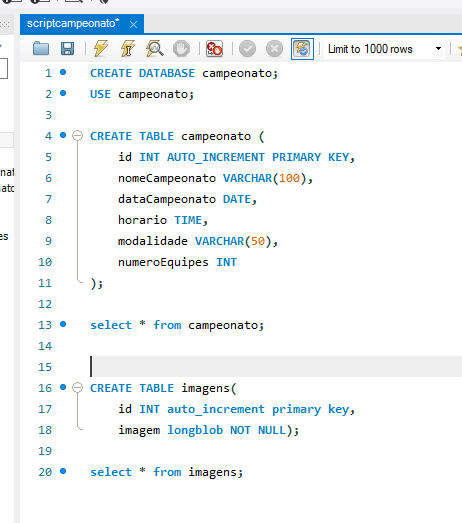 scriptcampeonato*
Limit to 1000 rows
1 CREATE DATABASE campeonato;
2 USE campeonato;
3
4 CREATE TABLE campeonato (
5 id INT AUTO_INCREMENT PRIMARY KEY,
6 nomeCampeonato VARCHAR(100),
7 dataCampeonato DATE,
8 horario TIME,
9 modalidade VARCHAR(50),
10 numeroEquipes INT
11 );
12
13 select * from campeonato;
14
15
16 CREATE TABLE imagens(
17 id INT auto_increment primary key,
18 imagem longblob NOT NULL);
19
20 select * from imagens;